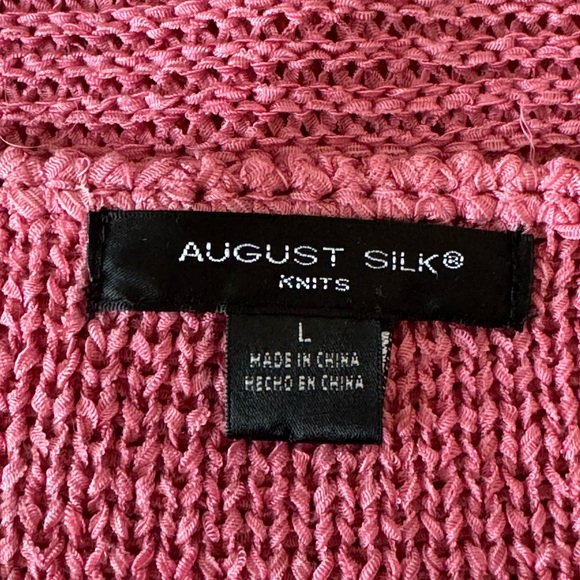 AUGUST SILK®
KNITS
L
MADE IN CHINA
HECHO EN CHINA